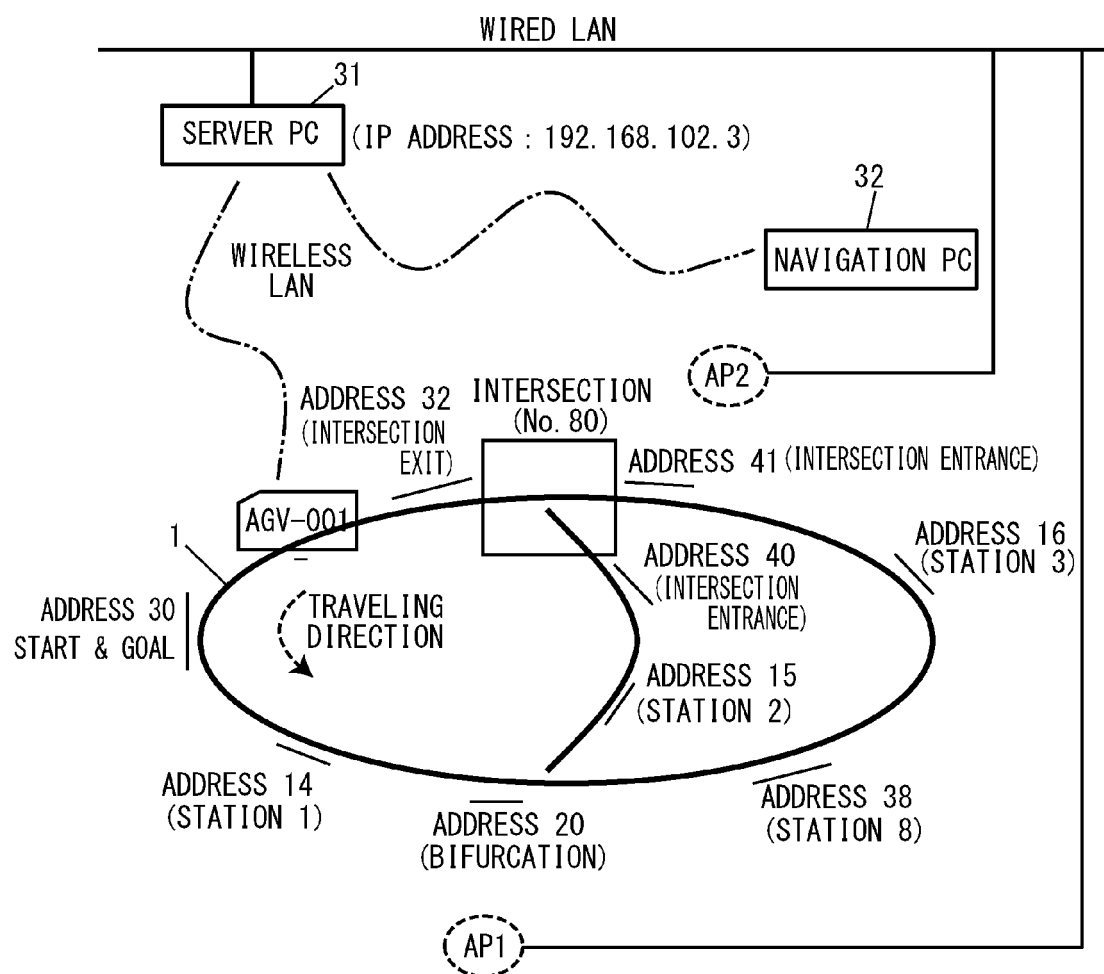 WIRED LAN
31
SERVER PC
(IP ADDRESS : 192.168.102.3)
32
NAVIGATION PC
WIRELESS
LAN
AP2
ADDRESS 32
(INTERSECTION
EXIT)
INTERSECTION
(No. 80)
ADDRESS 41 (INTERSECTION ENTRANCE)
AGV-001
1
ADDRESS 40
(INTERSECTION
ENTRANCE)
ADDRESS 16
(STATION 3)
ADDRESS 30
START & GOAL
TRAVELING
DIRECTION
ADDRESS 15
(STATION 2)
ADDRESS 14
(STATION 1)
ADDRESS 20
(BIFURCATION)
ADDRESS 38
(STATION 8)
AP1